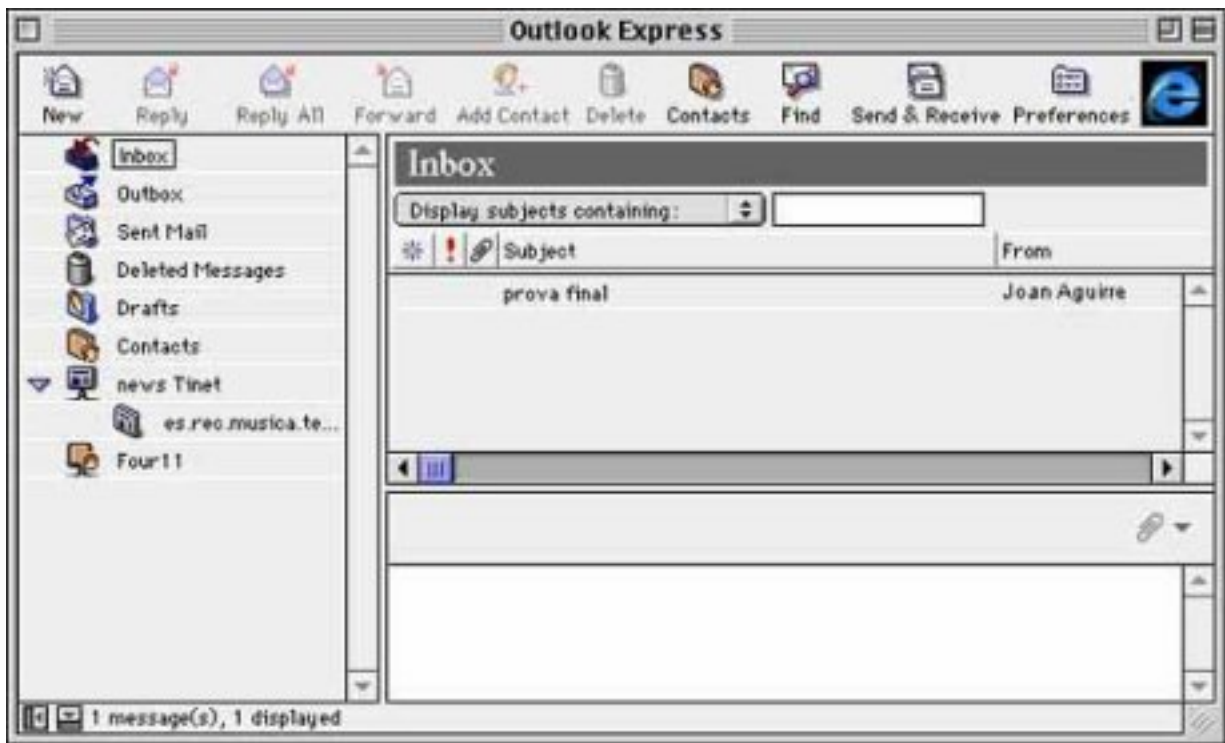 Outlook Express
New Reply Reply All Forward Add Contact Delete Contacts Find Send & Receive Preferences
Inbox
Outbox
Sent Mail
Deleted Messages
Drafts
Contacts
news Tinet
es.rec.musica.te...
Four11
Inbox
Display subjects containing:
Subject From
prova final Joan Aguirre
1 message(s), 1 displayed